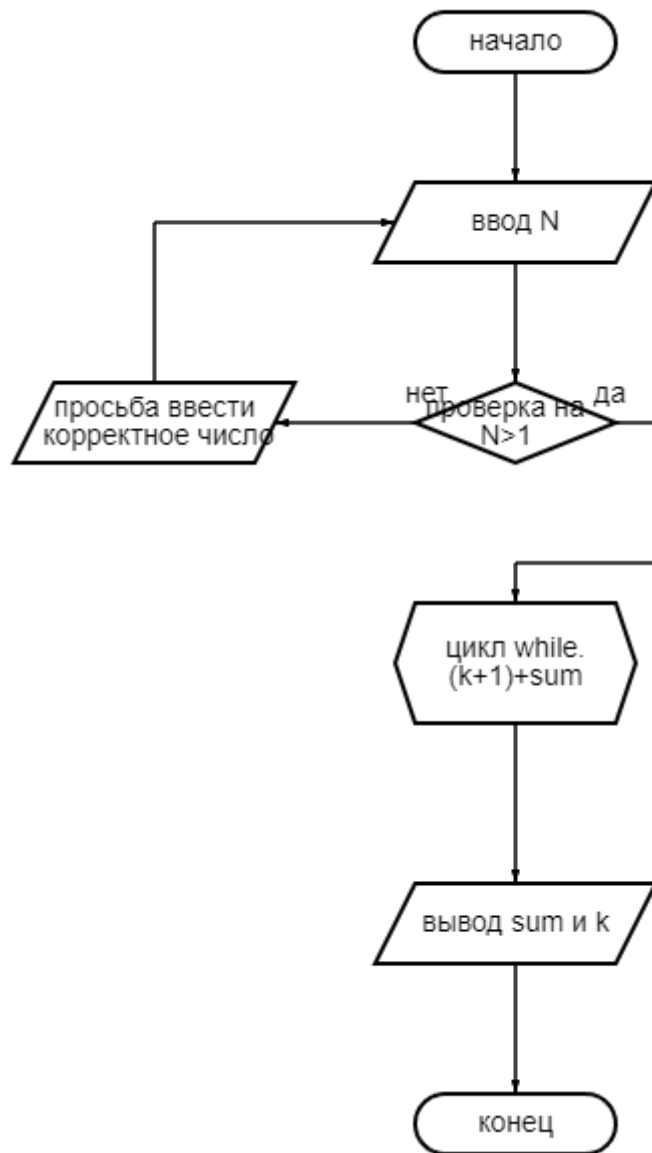 начало
ввод N
нет
да
проверка на
N>1
просьба ввести
корректное число
цикл while.
(k+1)+sum
вывод sum и k
конец